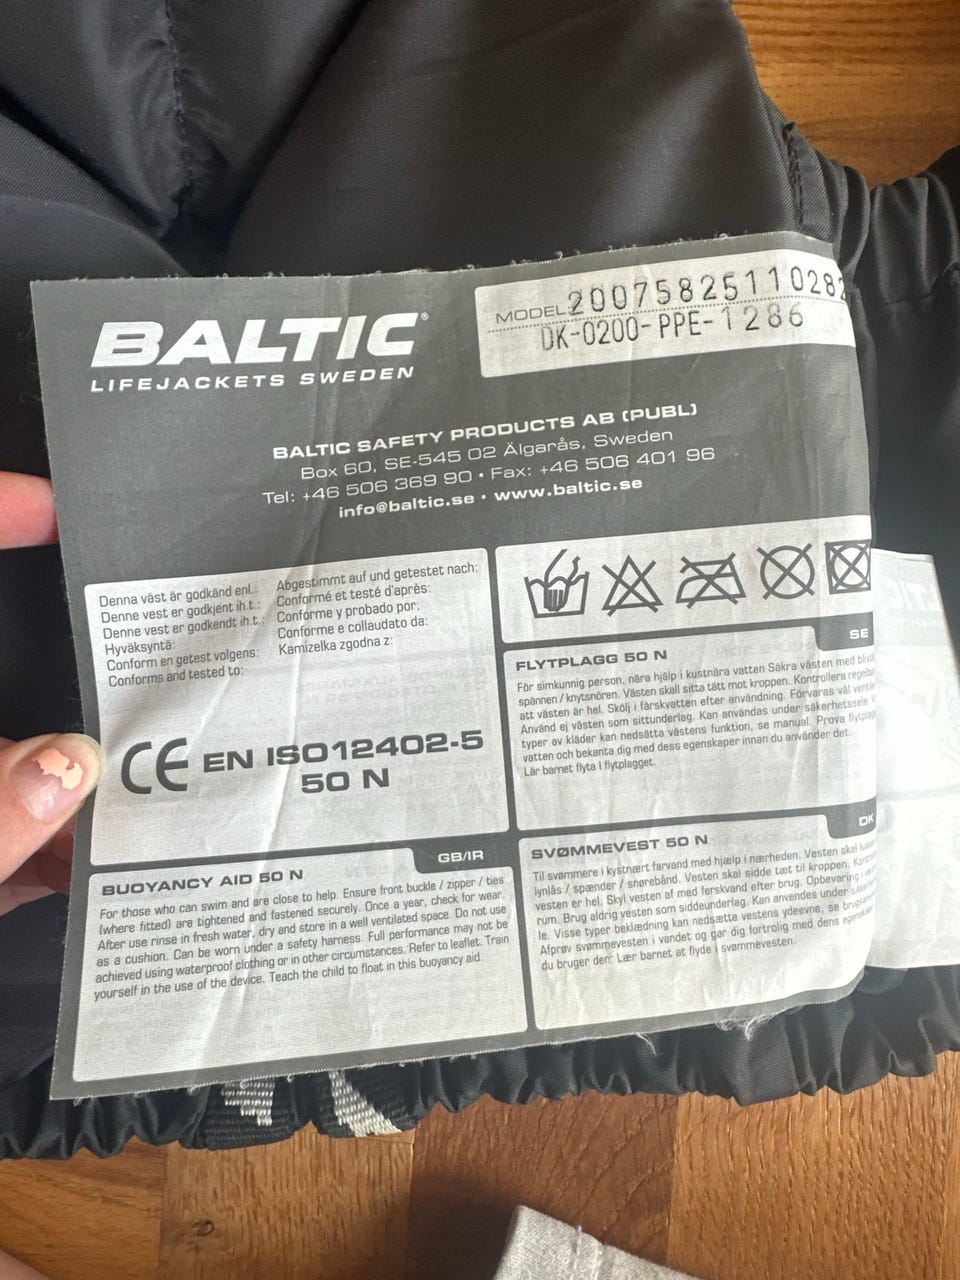 BALTIC®
LIFEJACKETS SWEDEN
MODEL 20075825110282
DK-0200-PPE-1286
BALTIC SAFETY PRODUCTS AB (PUBL)
Box 60, SE-545 02 Älgarås, Sweden
Tel: +46 506 369 90 • Fax: +46 506 401 96
info@baltic.se • www.baltic.se
Denna väst är godkänd enl.:
Denne vest er godkjent ih.t.:
Denne vest er godkendt ih.t.:
Hyväksyntä:
Conform en getest volgens:
Conforms and tested to:
Abgestimmt auf und getestet nach:
Conformé et testé d'après:
Conforme y probado por:
Conforme e collaudato da:
Kamizelka zgodna z:
CE EN ISO12402-5
50 N
SE
FLYTPLAGG 50 N
För simkunnig person, nära hjälp i kustnära vatten Säkra västen med
spännen / knytsnören. Västen skall sitta tätt mot kroppen. Kontrollera
att västen är hel. Skölj i färskvatten efter användning. Förvaras väl
Använd ej västen som sittunderlag. Kan användas under säkerhetssele.
typer av kläder kan nedsätta västens funktion, se manual. Prova
vatten och bekanta dig med dess egenskaper innan du använder det.
Lär barnet flyta I flytplagget.
GB/IR
BUOYANCY AID 50 N
For those who can swim and are close to help. Ensure front buckle / zipper / ties
(where fitted) are tightened and fastened securely. Once a year, check for wear.
After use rinse in fresh water, dry and store in a well ventilated space. Do not use
as a cushion. Can be worn under a safety harness. Full performance may not be
achieved using waterproof clothing or in other circumstances. Refer to leaflet. Train
yourself in the use of the device. Teach the child to float in this buoyancy aid.
DK
SVØMMEVEST 50 N
Til svømmere i kystnært farvand med hjælp i nærheden. Vesten skal
lynlås / spænder / snørebånd. Vesten skal sidde tæt til kroppen.
vesten er hel. Skyl vesten af med ferskvand efter brug. Opbevaring i
rum. Brug aldrig vesten som siddeunderlag. Kan anvendes under
le. Visse typer beklædning kan nedsætte vestens ydeevne, se
Afprøv svømmevesten i vandet og gør dig fortrolig med dens
du bruger den. Lær barnet at flyde i svømmevesten.